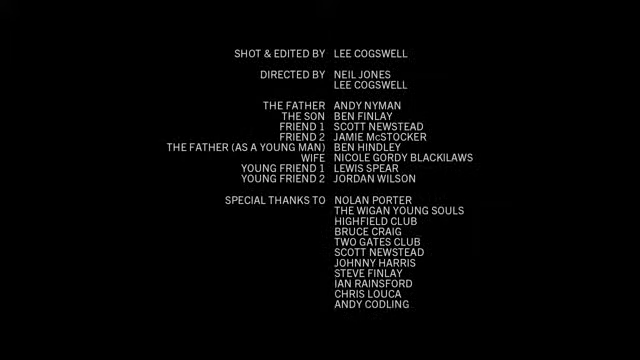 SHOT & EDITED BY LEE COGSWELL
DIRECTED BY NEIL JONES
LEE COGSWELL
THE FATHER ANDY NYMAN
THE SON BEN FINLAY
FRIEND 1 SCOTT NEWSTEAD
FRIEND 2 JAMIE McSTOCKER
THE FATHER (AS A YOUNG MAN) BEN HINDLEY
WIFE NICOLE GORDY BLACKILAWS
YOUNG FRIEND 1 LEWIS SPEAR
YOUNG FRIEND 2 JORDAN WILSON
SPECIAL THANKS TO NOLAN PORTER
THE WIGAN YOUNG SOULS
HIGHFIELD CLUB
BRUCE CRAIG
TWO GATES CLUB
SCOTT NEWSTEAD
JOHNNY HARRIS
STEVE FINLAY
IAN RAINSFORD
CHRIS LOUCA
ANDY CODLING